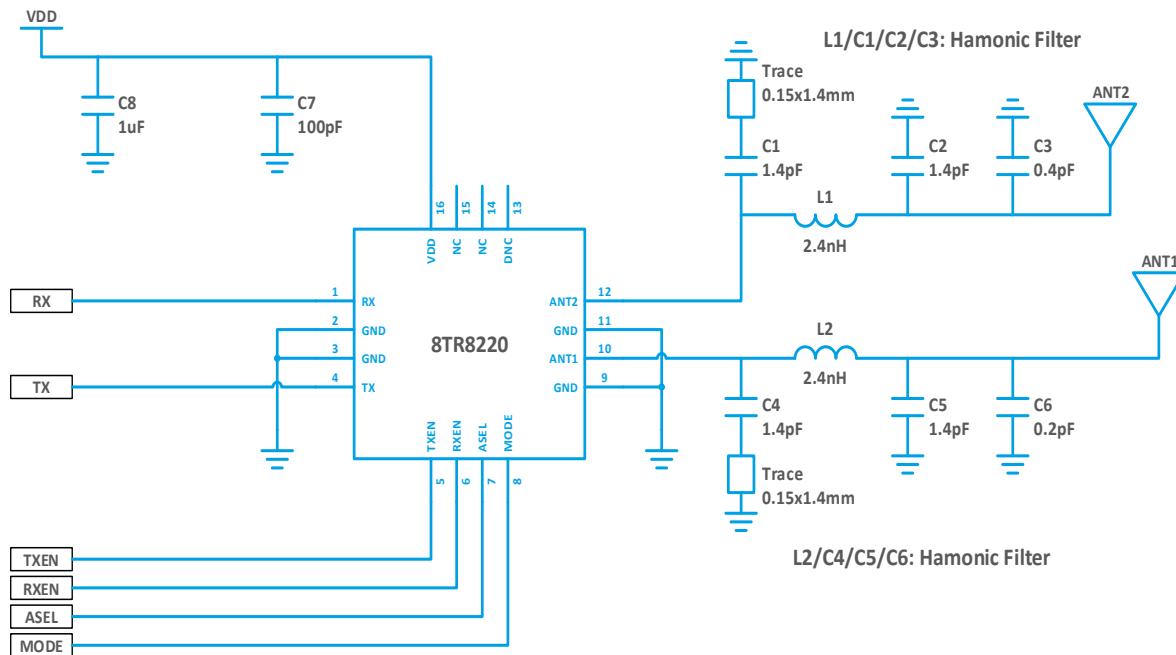 VDD
L1/C1/C2/C3: Hamonic Filter
C8
1uF
C7
100pF
Trace
0.15x1.4mm
ANT2
C1
1.4pF
C2
1.4pF
C3
0.4pF
L1
2.4nH
16
15
14
13
VDD
NC
NC
DNC
ANT1
RX
1
RX
ANT2
12
2
GND
GND
11
8TR8220
3
GND
ANT1
10
L2
2.4nH
TX
4
TX
GND
9
TXEN
RXEN
ASEL
MODE
5
6
7
8
C4
1.4pF
C5
1.4pF
C6
0.2pF
Trace
0.15x1.4mm
L2/C4/C5/C6: Hamonic Filter
TXEN
RXEN
ASEL
MODE